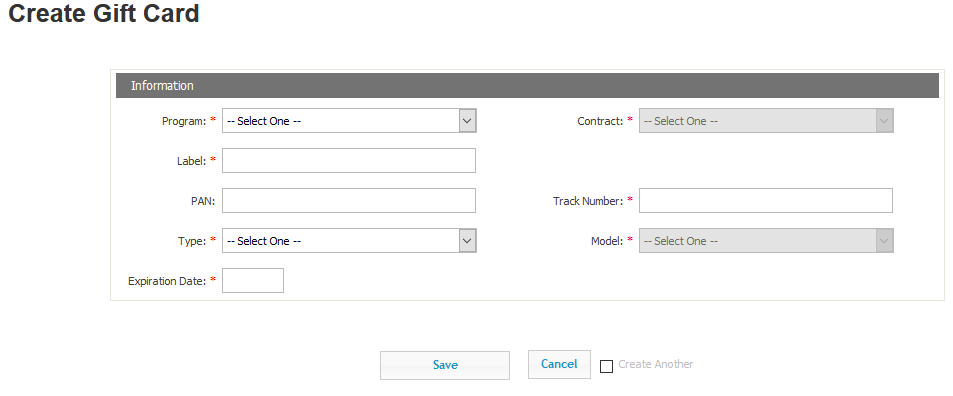 Create Gift Card
Information
Program: * -- Select One -- Contract: * -- Select One --
Label: *
PAN: Track Number: *
Type: * -- Select One -- Model: * -- Select One --
Expiration Date: *
Save Cancel Create Another